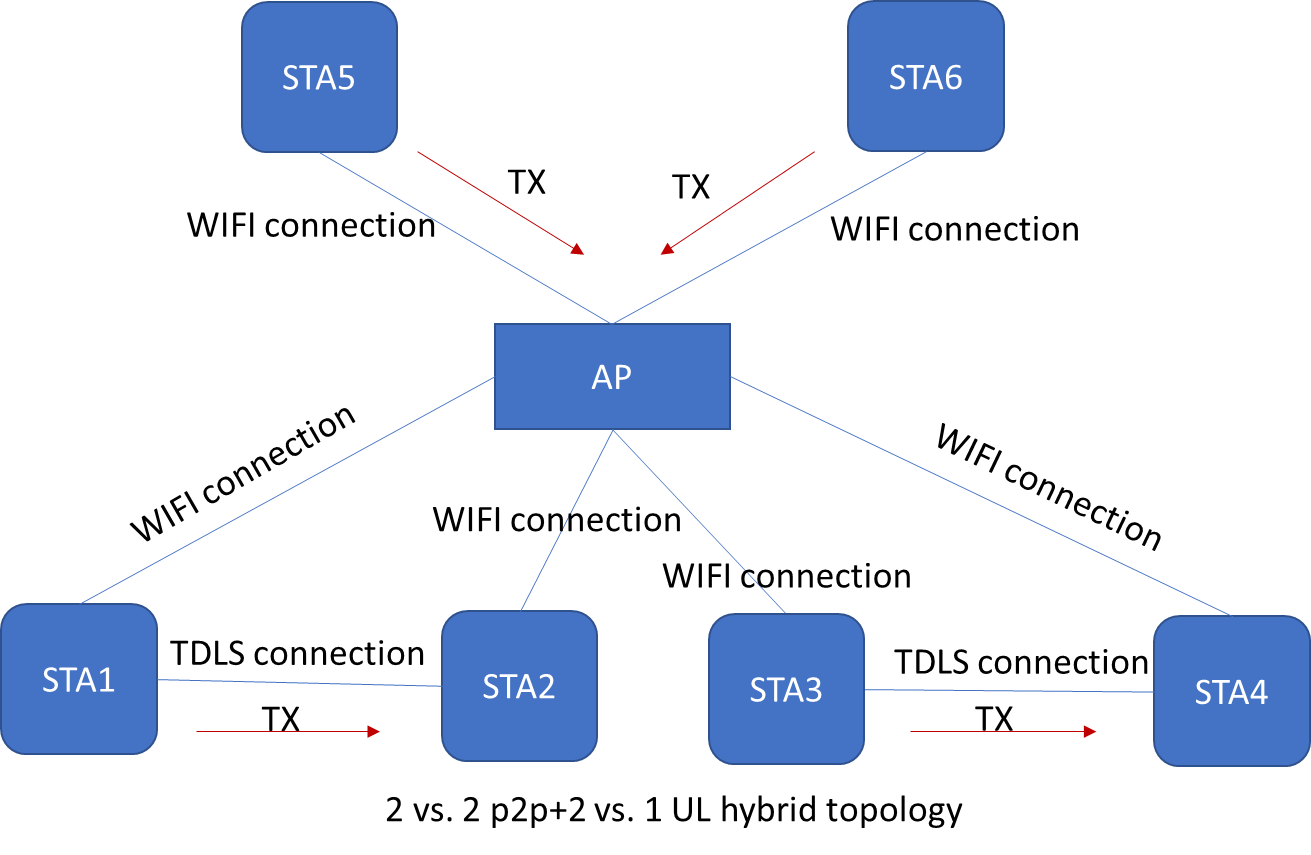 STA5
STA6
TX
TX
WIFI connection
WIFI connection
AP
WIFI connection
WIFI connection
WIFI connection
WIFI connection
TDLS connection
TDLS connection
STA1
STA2
STA3
STA4
TX
TX
2 vs. 2 p2p+2 vs. 1 UL hybrid topology